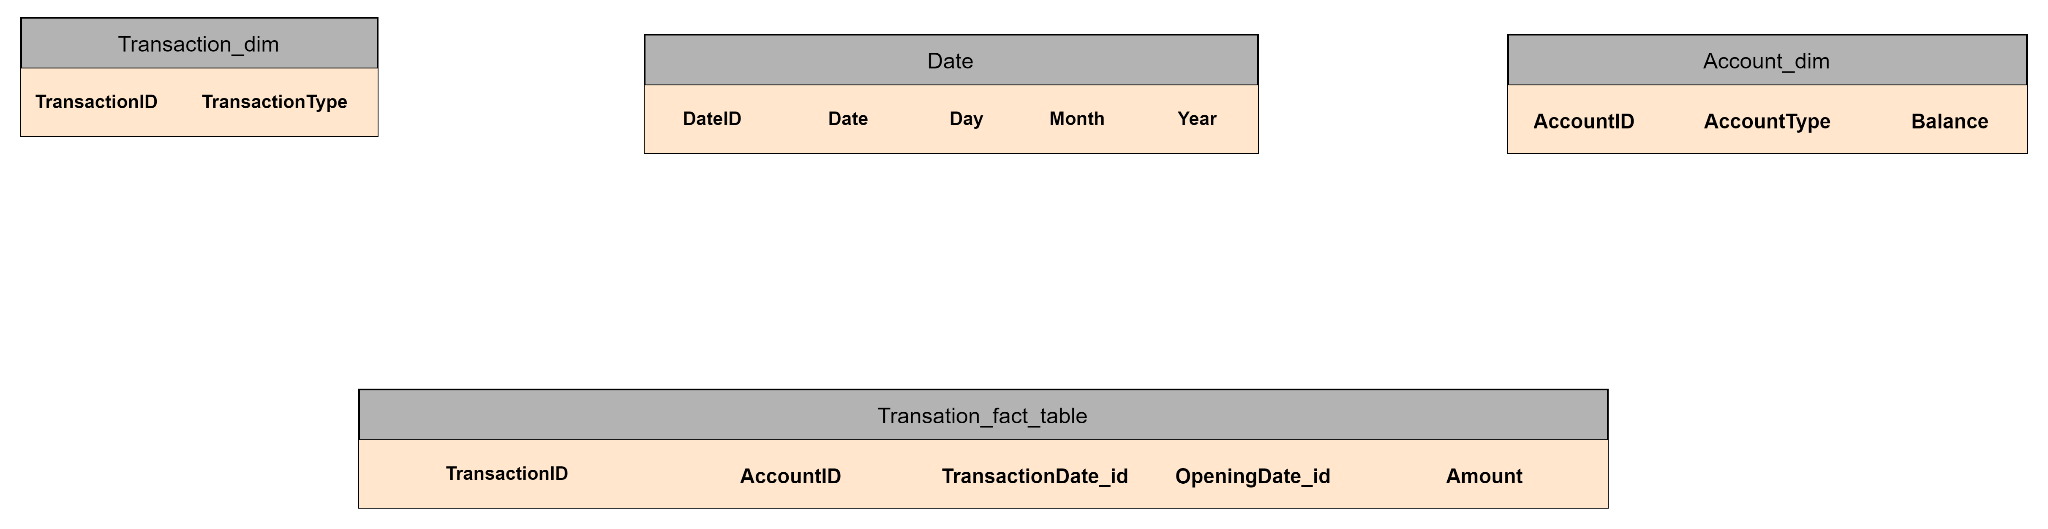 Transaction_dim
TransactionID TransactionType
Date
DateID Date Day Month Year
Account_dim
AccountID AccountType Balance
Transation_fact_table
TransactionID AccountID TransactionDate_id OpeningDate_id Amount